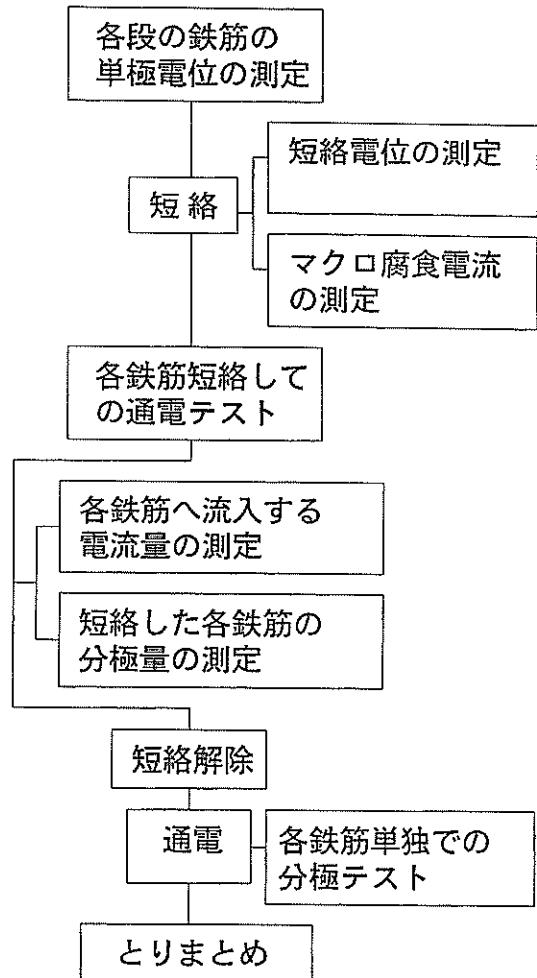 各段の鉄筋の
単極電位の測定
短絡
短絡電位の測定
マクロ腐食電流
の測定
各鉄筋短絡して
の通電テスト
各鉄筋へ流入する
電流量の測定
短絡した各鉄筋の
分極量の測定
短絡解除
通電
各鉄筋単独での
分極テスト
とりまとめ